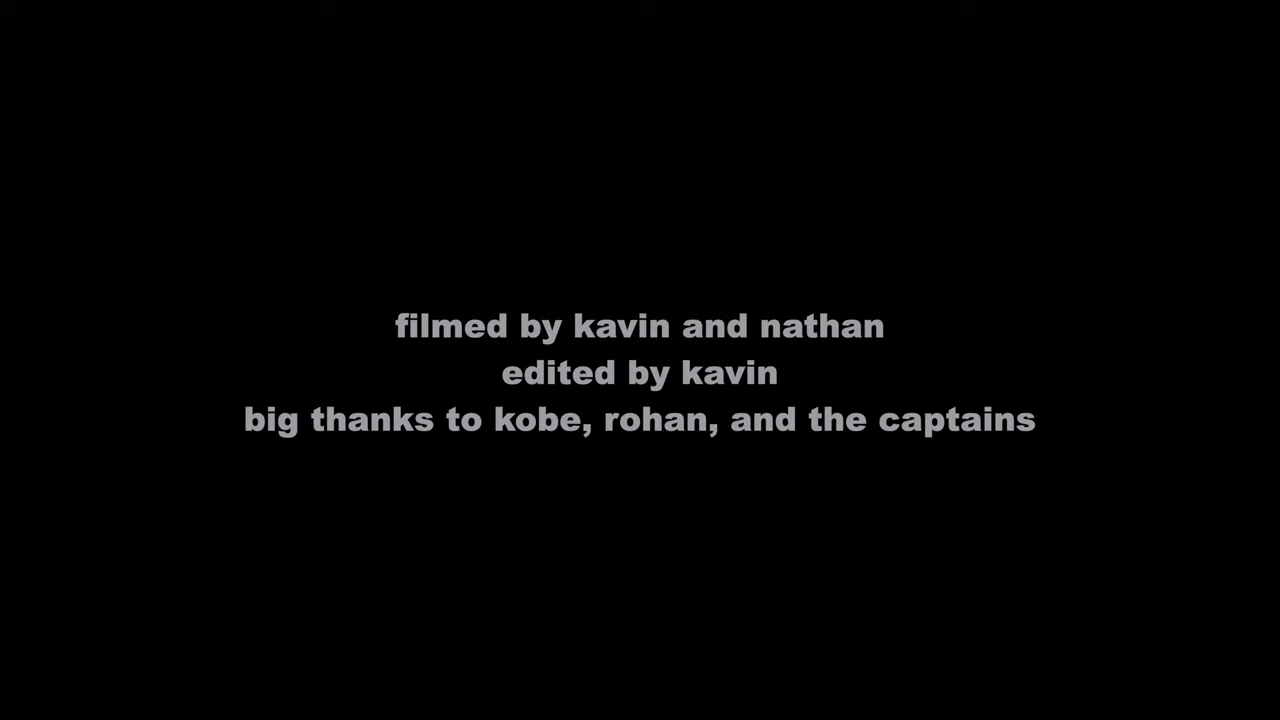 filmed by kavin and nathan
edited by kavin
big thanks to kobe, rohan, and the captains